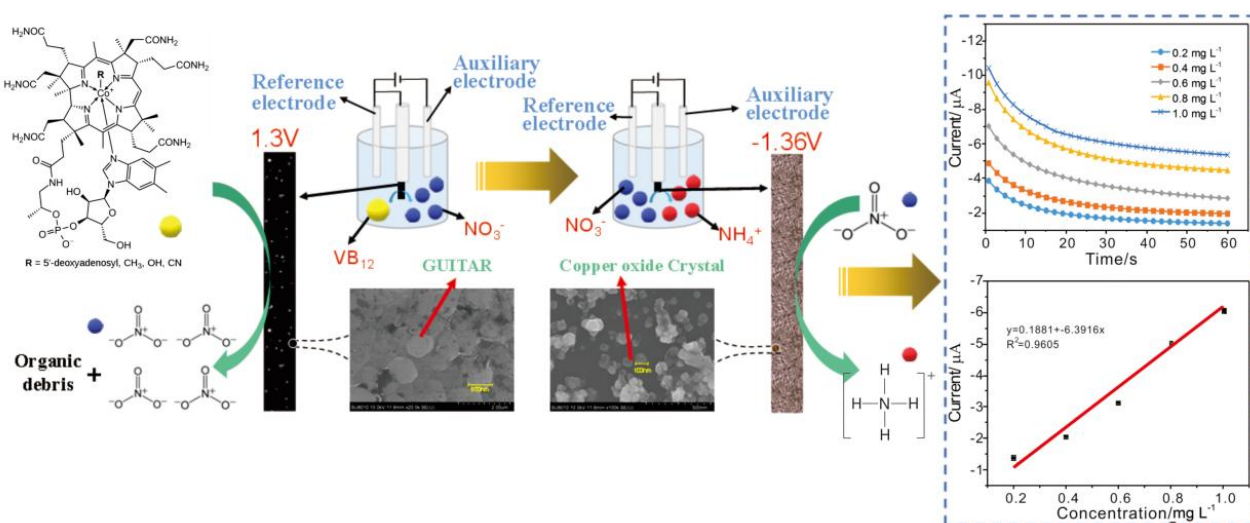 H₂NOC
CONH₂
CONH₂
H₂NOC
R
N
N
Co⁺
N
N
H₂NOC
CONH₂
O
HN
N
N
HO
O
O
O
P
O⁻
O
OH
R = 5'-deoxyadenosyl, CH₃, OH, CN
Organic
debris
+
O
N⁺
⁻O
O⁻
O
N⁺
⁻O
O⁻
O
N⁺
⁻O
O⁻
O
N⁺
⁻O
O⁻
1.3V
Reference
electrode
Auxiliary
electrode
VB₁₂
NO₃⁻
GUITAR
Reference
electrode
Auxiliary
electrode
-1.36V
NO₃⁻
NH₄⁺
Copper oxide Crystal
O
N⁺
⁻O
O⁻
H
H
N
H
H
+
Current/ μA
-12
-10
-8
-6
-4
-2
0.2 mg L⁻¹
0.4 mg L⁻¹
0.6 mg L⁻¹
0.8 mg L⁻¹
1.0 mg L⁻¹
0
10
20
30
40
50
60
Time/s
Current/ μA
-7
-6
-5
-4
-3
-2
-1
y=0.1881+-6.3916x
R²=0.9605
0.2
0.4
0.6
0.8
1.0
Concentration/mg L⁻¹